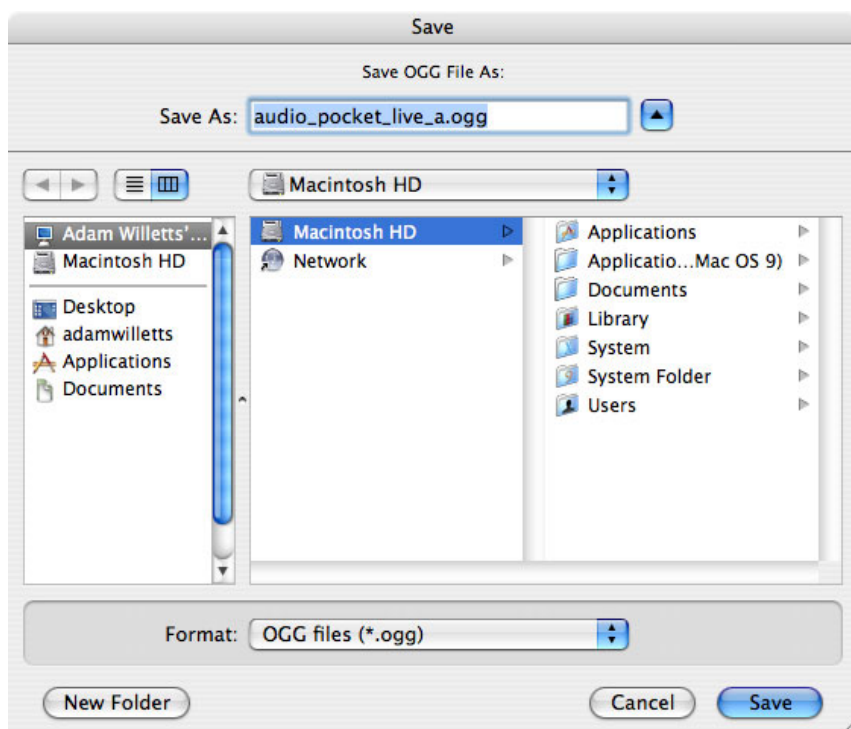 Save
Save OGG File As:
Save As: audio_pocket_live_a.ogg
Macintosh HD
Adam Willetts'...
Macintosh HD
Desktop
adamwilletts
Applications
Documents
Macintosh HD
Network
Applications
Applicatio...Mac OS 9)
Documents
Library
System
System Folder
Users
Format: OGG files (*.ogg)
New Folder Cancel Save